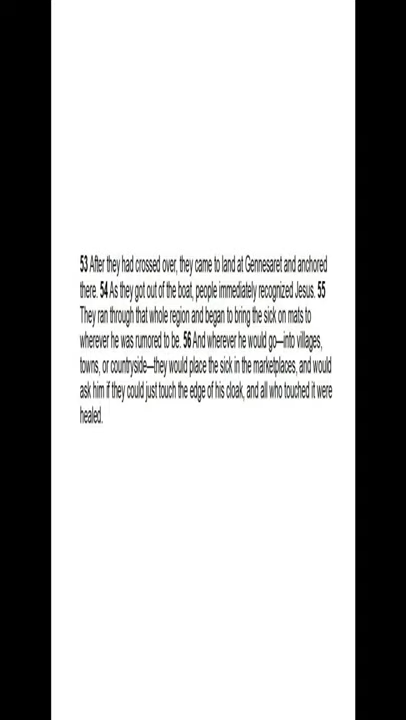 53 After they had crossed over, they came to land at Gennesaret and anchored
there. 54 As they got out of the boat, people immediately recognized Jesus. 55
They ran through that whole region and began to bring the sick on mats to
wherever he was rumored to be. 56 And wherever he would go—into villages,
towns, or countryside—they would place the sick in the marketplaces, and would
ask him if they could just touch the edge of his cloak, and all who touched it were
healed.